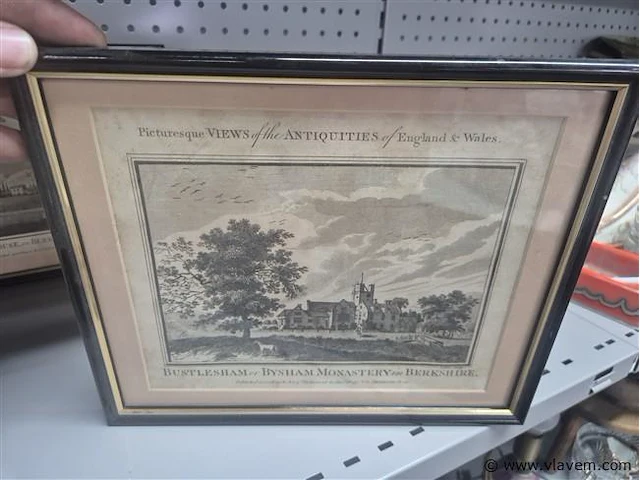 Picturesque VIEWS of the ANTIQUITIES of England & Wales.
BUSTLESHAM or BYSHAM MONASTERY in BERKSHIRE.
© www.vlavem.com